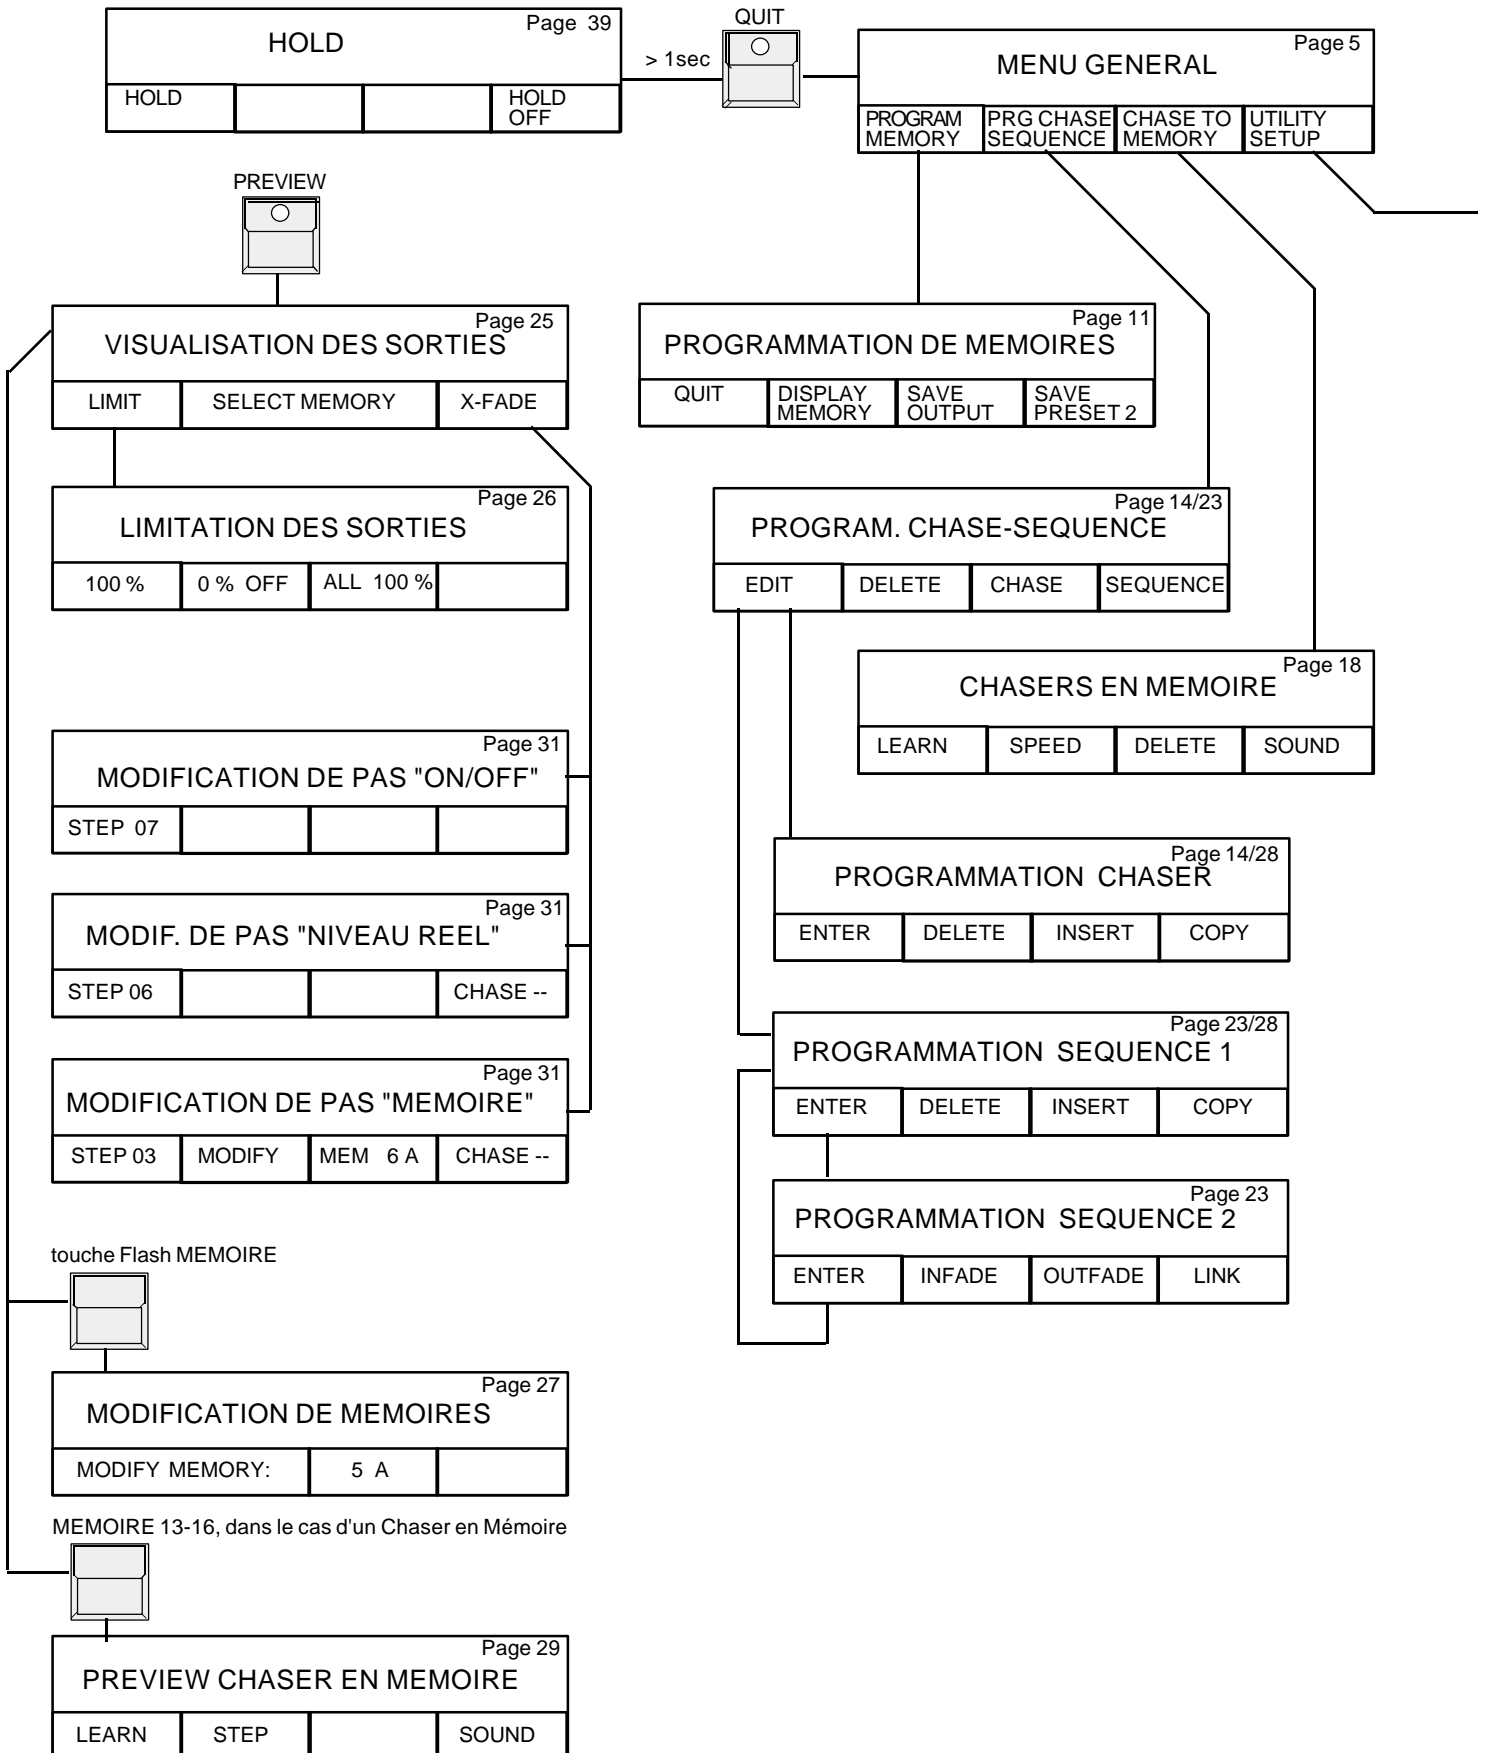 Page 39
HOLD
HOLD
HOLD OFF
> 1sec
QUIT
Page 5
MENU GENERAL
PROGRAM MEMORY
PRG CHASE SEQUENCE
CHASE TO MEMORY
UTILITY SETUP
PREVIEW
Page 25
VISUALISATION DES SORTIES
LIMIT
SELECT MEMORY
X-FADE
Page 26
LIMITATION DES SORTIES
100 %
0 % OFF
ALL 100 %
Page 31
MODIFICATION DE PAS "ON/OFF"
STEP 07
Page 31
MODIF. DE PAS "NIVEAU REEL"
STEP 06
CHASE --
Page 31
MODIFICATION DE PAS "MEMOIRE"
STEP 03
MODIFY
MEM 6 A
CHASE --
touche Flash MEMOIRE
Page 27
MODIFICATION DE MEMOIRES
MODIFY MEMORY:
5 A
MEMOIRE 13-16, dans le cas d'un Chaser en Mémoire
Page 29
PREVIEW CHASER EN MEMOIRE
LEARN
STEP
SOUND
Page 11
PROGRAMMATION DE MEMOIRES
QUIT
DISPLAY MEMORY
SAVE OUTPUT
SAVE PRESET 2
Page 14/23
PROGRAM. CHASE-SEQUENCE
EDIT
DELETE
CHASE
SEQUENCE
Page 18
CHASERS EN MEMOIRE
LEARN
SPEED
DELETE
SOUND
Page 14/28
PROGRAMMATION CHASER
ENTER
DELETE
INSERT
COPY
Page 23/28
PROGRAMMATION SEQUENCE 1
ENTER
DELETE
INSERT
COPY
Page 23
PROGRAMMATION SEQUENCE 2
ENTER
INFADE
OUTFADE
LINK